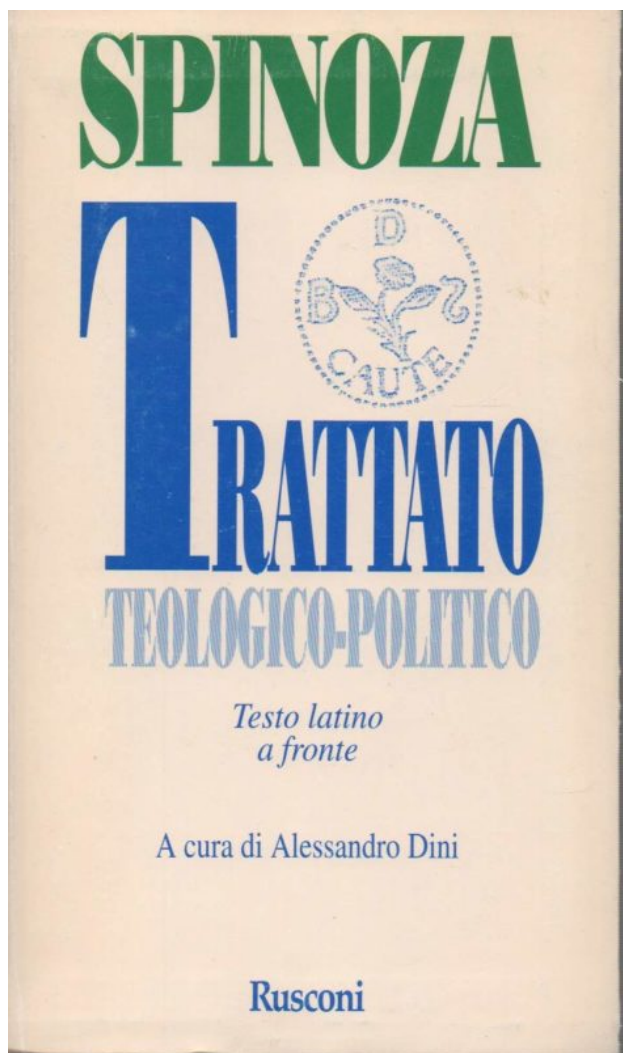 SPINOZA
D
B S
CAUTE
TRATTATO
TEOLOGICO-POLITICO
Testo latino
a fronte
A cura di Alessandro Dini
Rusconi